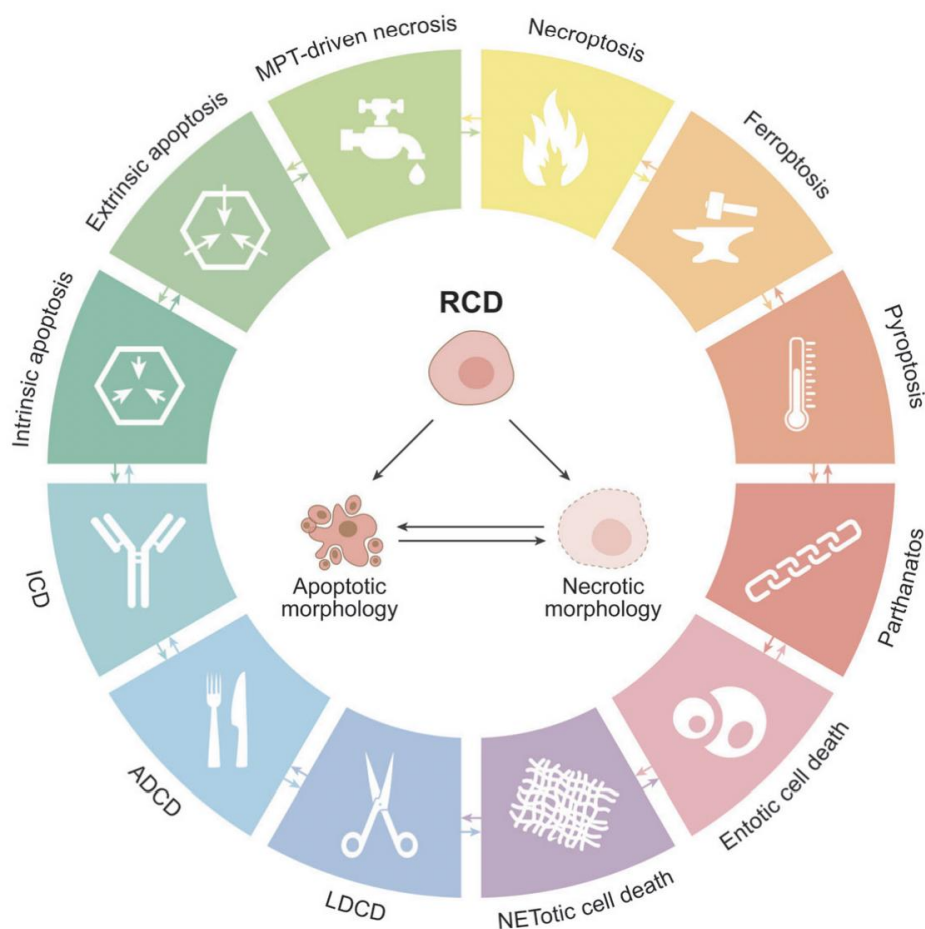 MPT-driven necrosis
Necroptosis
Extrinsic apoptosis
Ferroptosis
Intrinsic apoptosis
Pyroptosis
RCD
Apoptotic
morphology
Necrotic
morphology
ICD
Parthanatos
ADCD
Entotic cell death
LDCD
NETotic cell death